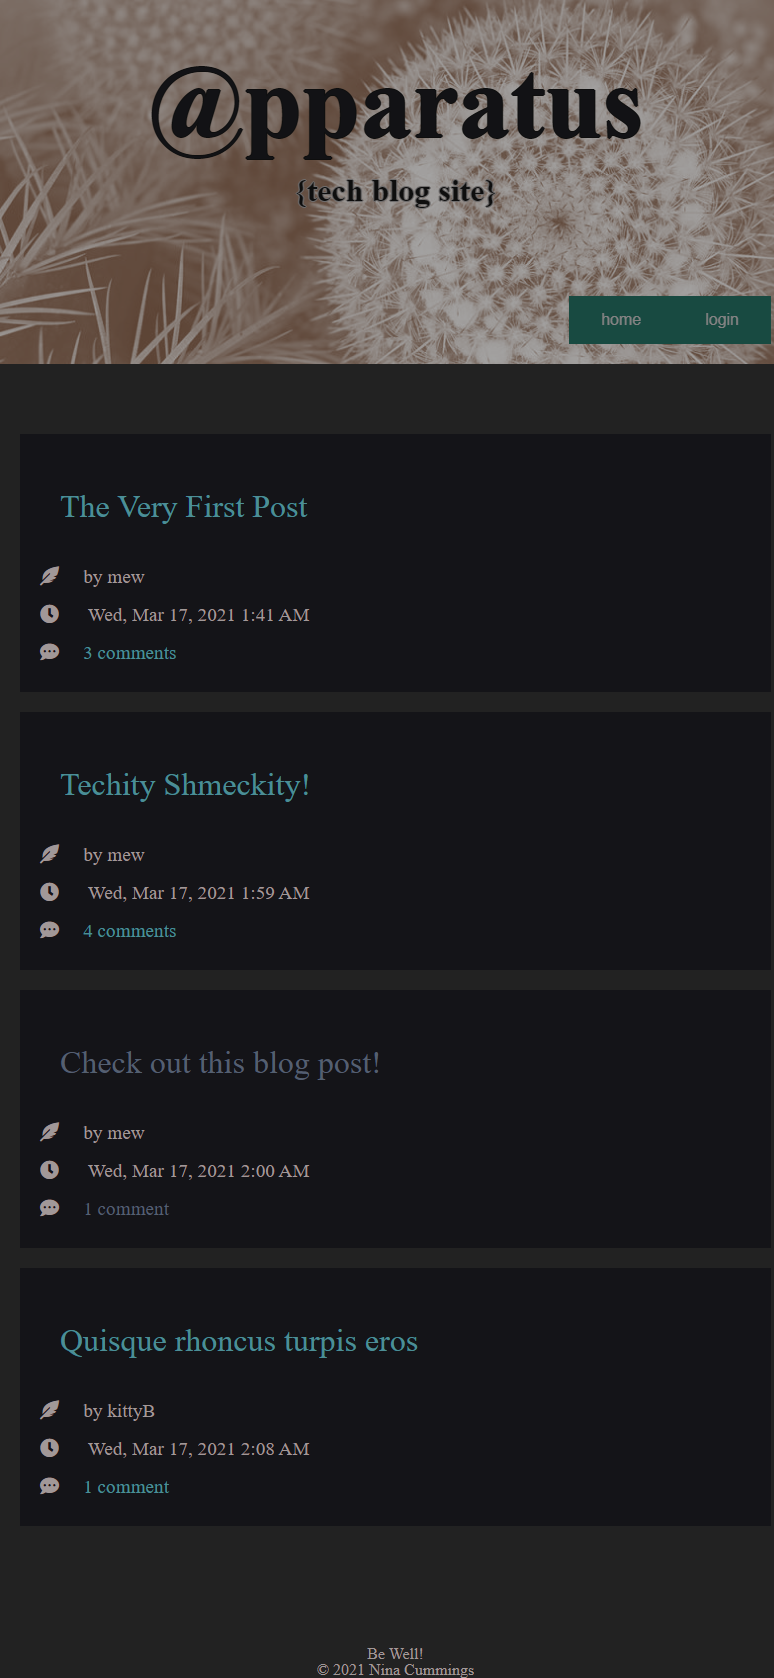 @pparatus
{tech blog site}
home login
The Very First Post
by mew
Wed, Mar 17, 2021 1:41 AM
3 comments
Techity Shmeckity!
by mew
Wed, Mar 17, 2021 1:59 AM
4 comments
Check out this blog post!
by mew
Wed, Mar 17, 2021 2:00 AM
1 comment
Quisque rhoncus turpis eros
by kittyB
Wed, Mar 17, 2021 2:08 AM
1 comment
Be Well!
© 2021 Nina Cummings